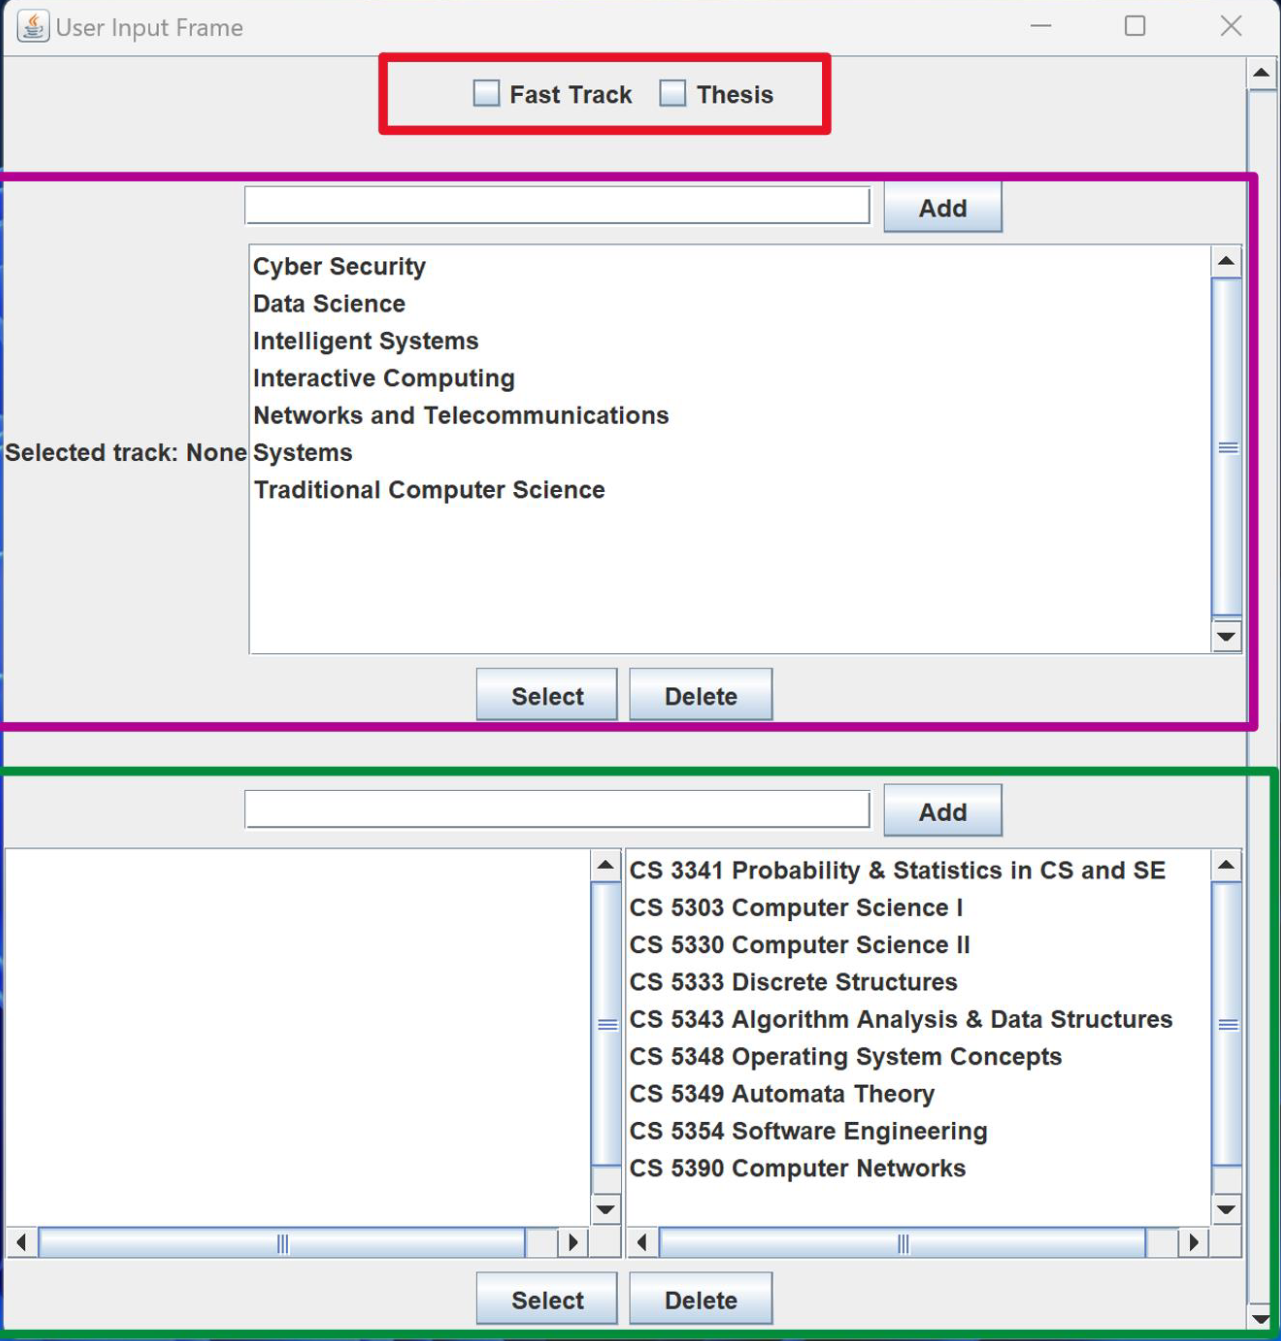 User Input Frame
Fast Track Thesis
Add
Cyber Security
Data Science
Intelligent Systems
Interactive Computing
Networks and Telecommunications
Selected track: None
Systems
Traditional Computer Science
Select Delete
Add
CS 3341 Probability & Statistics in CS and SE
CS 5303 Computer Science I
CS 5330 Computer Science II
CS 5333 Discrete Structures
CS 5343 Algorithm Analysis & Data Structures
CS 5348 Operating System Concepts
CS 5349 Automata Theory
CS 5354 Software Engineering
CS 5390 Computer Networks
Select Delete